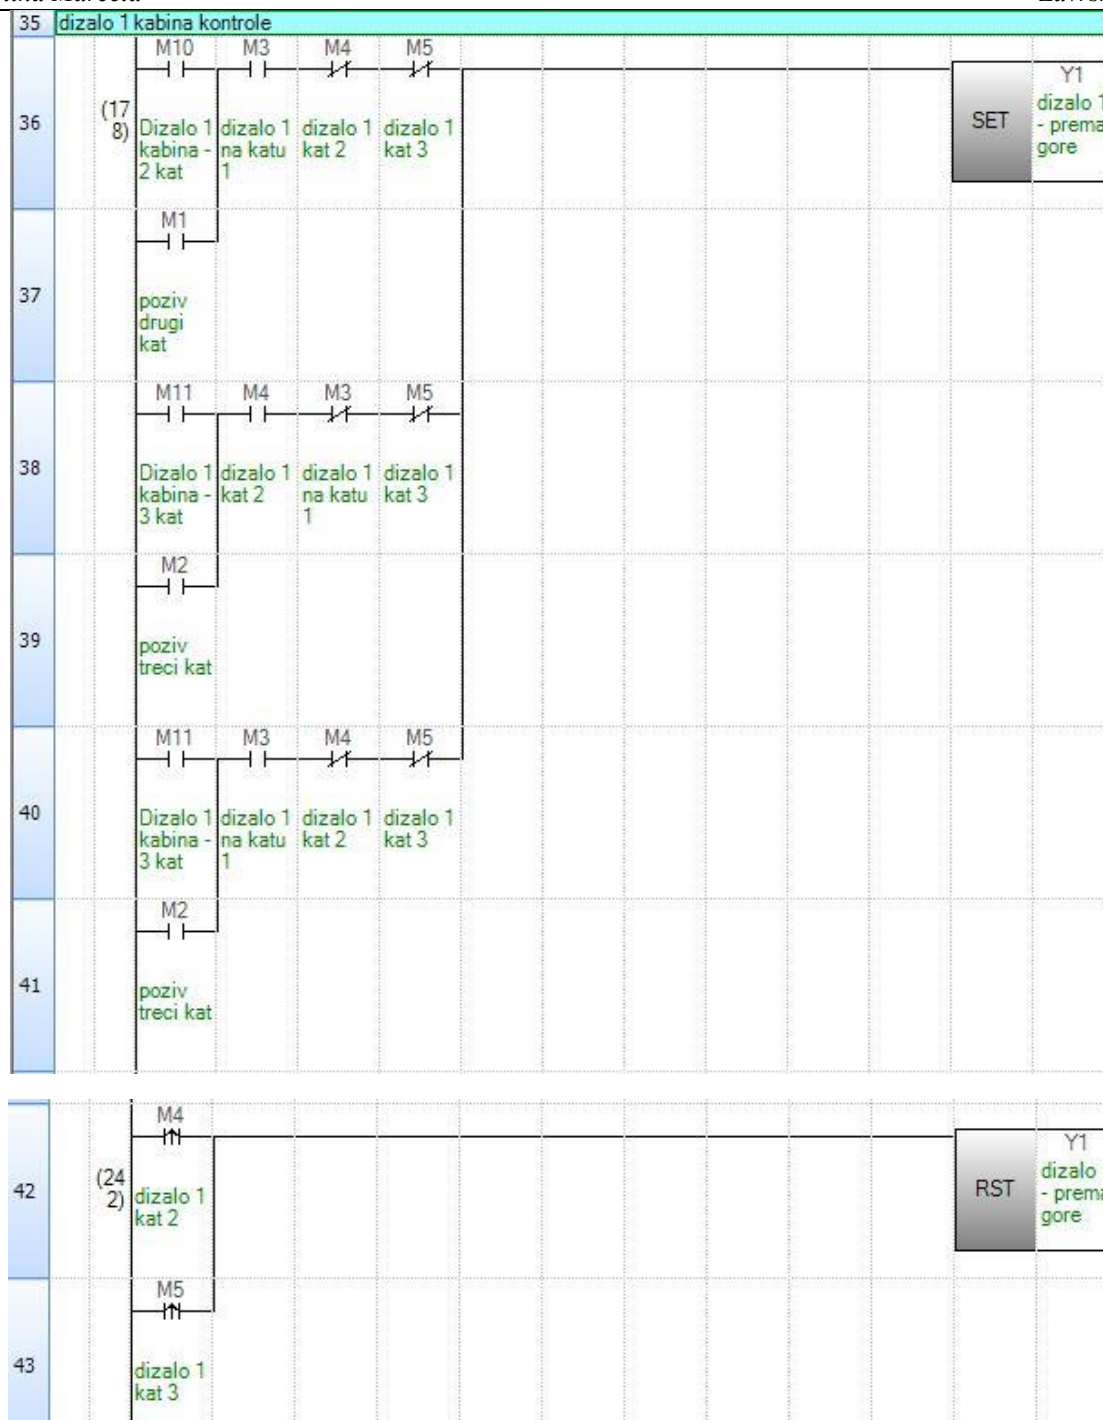 35 dizalo 1 kabina kontrole
M10 M3 M4 M5
36 (17 8) SET Y1
Dizalo 1 kabina - 2 kat
dizalo 1 na katu 1
dizalo 1 kat 2
dizalo 1 kat 3
dizalo 1 - prema gore
M1
37
poziv drugi kat
M11 M4 M3 M5
38
Dizalo 1 kabina - 3 kat
dizalo 1 kat 2
dizalo 1 na katu 1
dizalo 1 kat 3
M2
39
poziv treci kat
M11 M3 M4 M5
40
Dizalo 1 kabina - 3 kat
dizalo 1 na katu 1
dizalo 1 kat 2
dizalo 1 kat 3
M2
41
poziv treci kat
M4
42 (24 2) RST Y1
dizalo 1 kat 2
dizalo - prema gore
M5
43
dizalo 1 kat 3